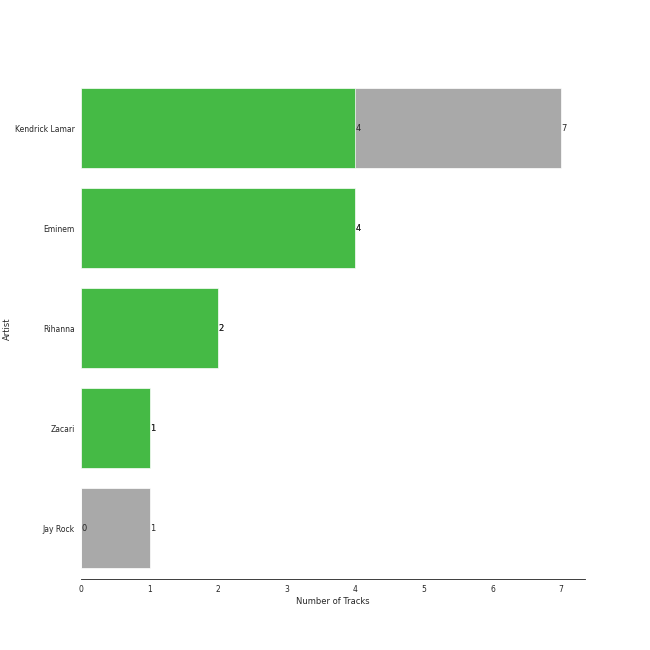 Kendrick Lamar 4 7
Eminem 4
Rihanna 2
Zacari 1
Jay Rock 0 1
0 1 2 3 4 5 6 7
Number of Tracks
Artist